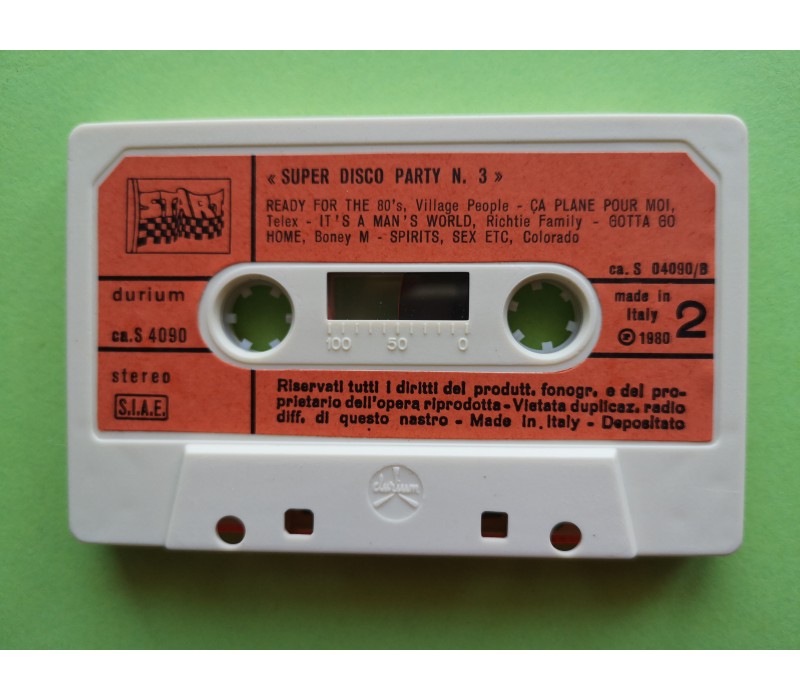 START
« SUPER DISCO PARTY N. 3 »
READY FOR THE 80's, Village People - ÇA PLANE POUR MOI,
Telex - IT'S A MAN'S WORLD, Richtie Family - GOTTA GO
HOME, Boney M - SPIRITS, SEX ETC, Colorado
ca. S 04090/B
durium
ca.S 4090
100 50 0
made in
Italy
℗ 1980
2
stereo
S.I.A.E.
Riservati tutti i diritti dei produtt. fonogr. e del pro-
prietario dell'opera riprodotta - Vietata duplicaz. radio
diff. di questo nastro - Made in. Italy - Depositato
durium